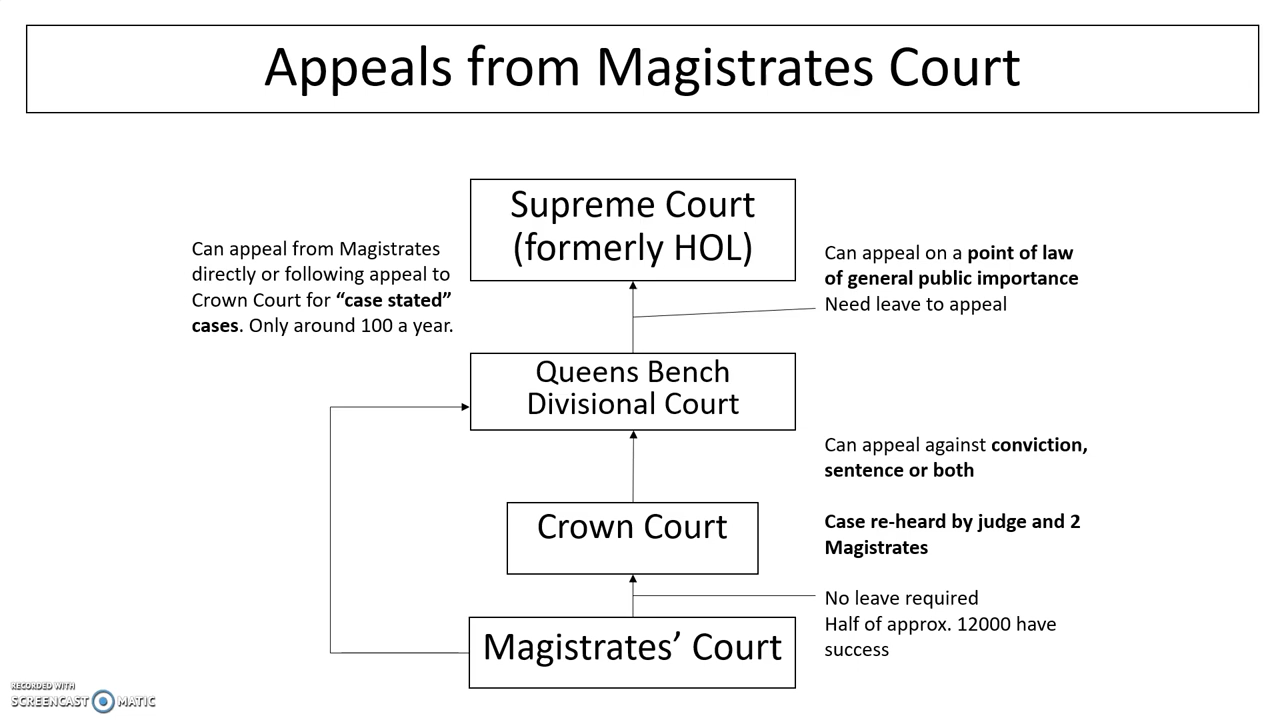 Appeals from Magistrates Court
Supreme Court
(formerly HOL)
Can appeal from Magistrates
directly or following appeal to
Crown Court for “case stated”
cases. Only around 100 a year.
Can appeal on a point of law
of general public importance
Need leave to appeal
Queens Bench
Divisional Court
Can appeal against conviction,
sentence or both
Case re-heard by judge and 2
Magistrates
Crown Court
No leave required
Half of approx. 12000 have
success
Magistrates’ Court
RECORDED WITH
SCREENCAST MATIC